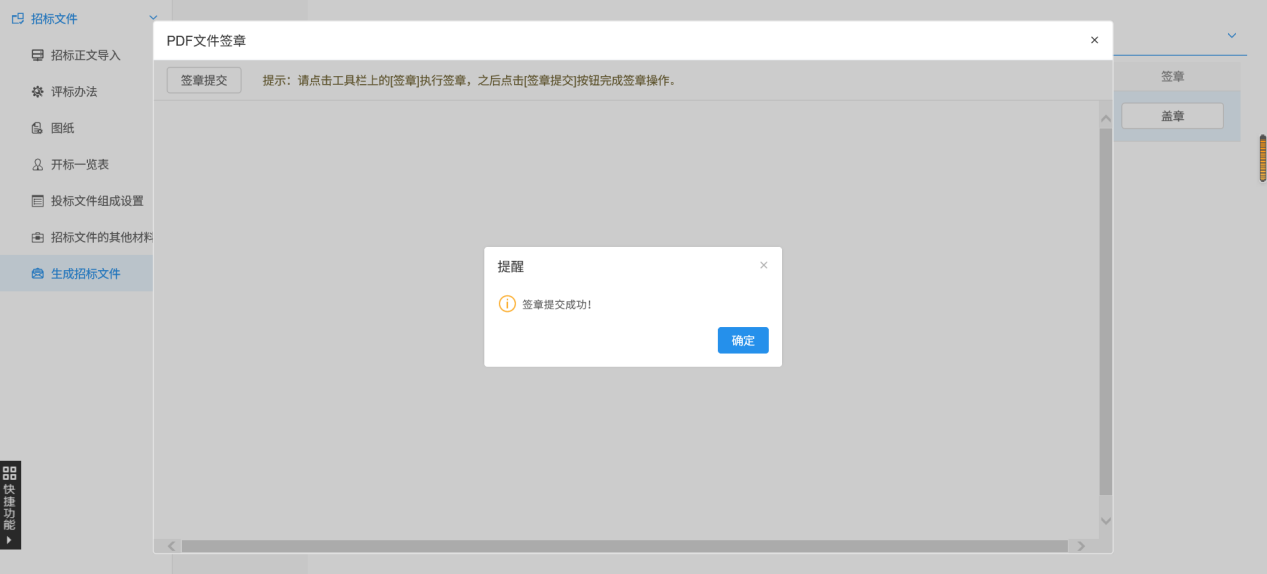 招标文件
招标正文导入
评标办法
图纸
开标一览表
投标文件组成设置
招标文件的其他材料
生成招标文件
快捷功能
PDF文件签章
签章提交
提示：请点击工具栏上的[签章]执行签章，之后点击[签章提交]按钮完成签章操作。
签章
盖章
提醒
签章提交成功!
确定